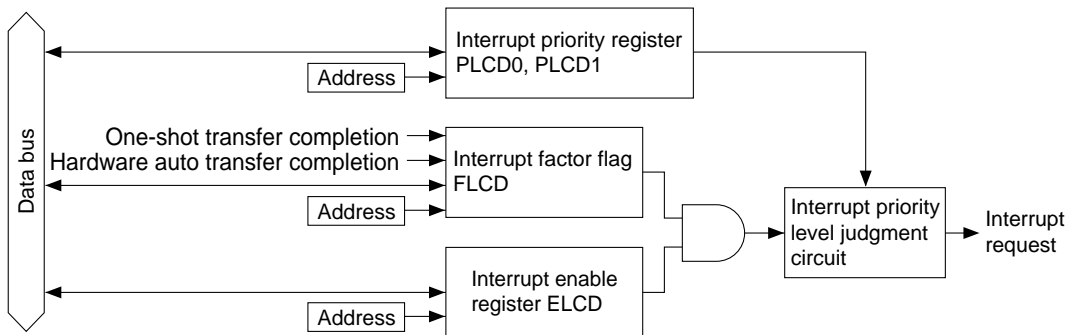 Data bus
Interrupt priority register
PLCD0, PLCD1
Address
One-shot transfer completion
Hardware auto transfer completion
Interrupt factor flag
FLCD
Address
Interrupt enable
register ELCD
Address
Interrupt priority
level judgment
circuit
Interrupt
request